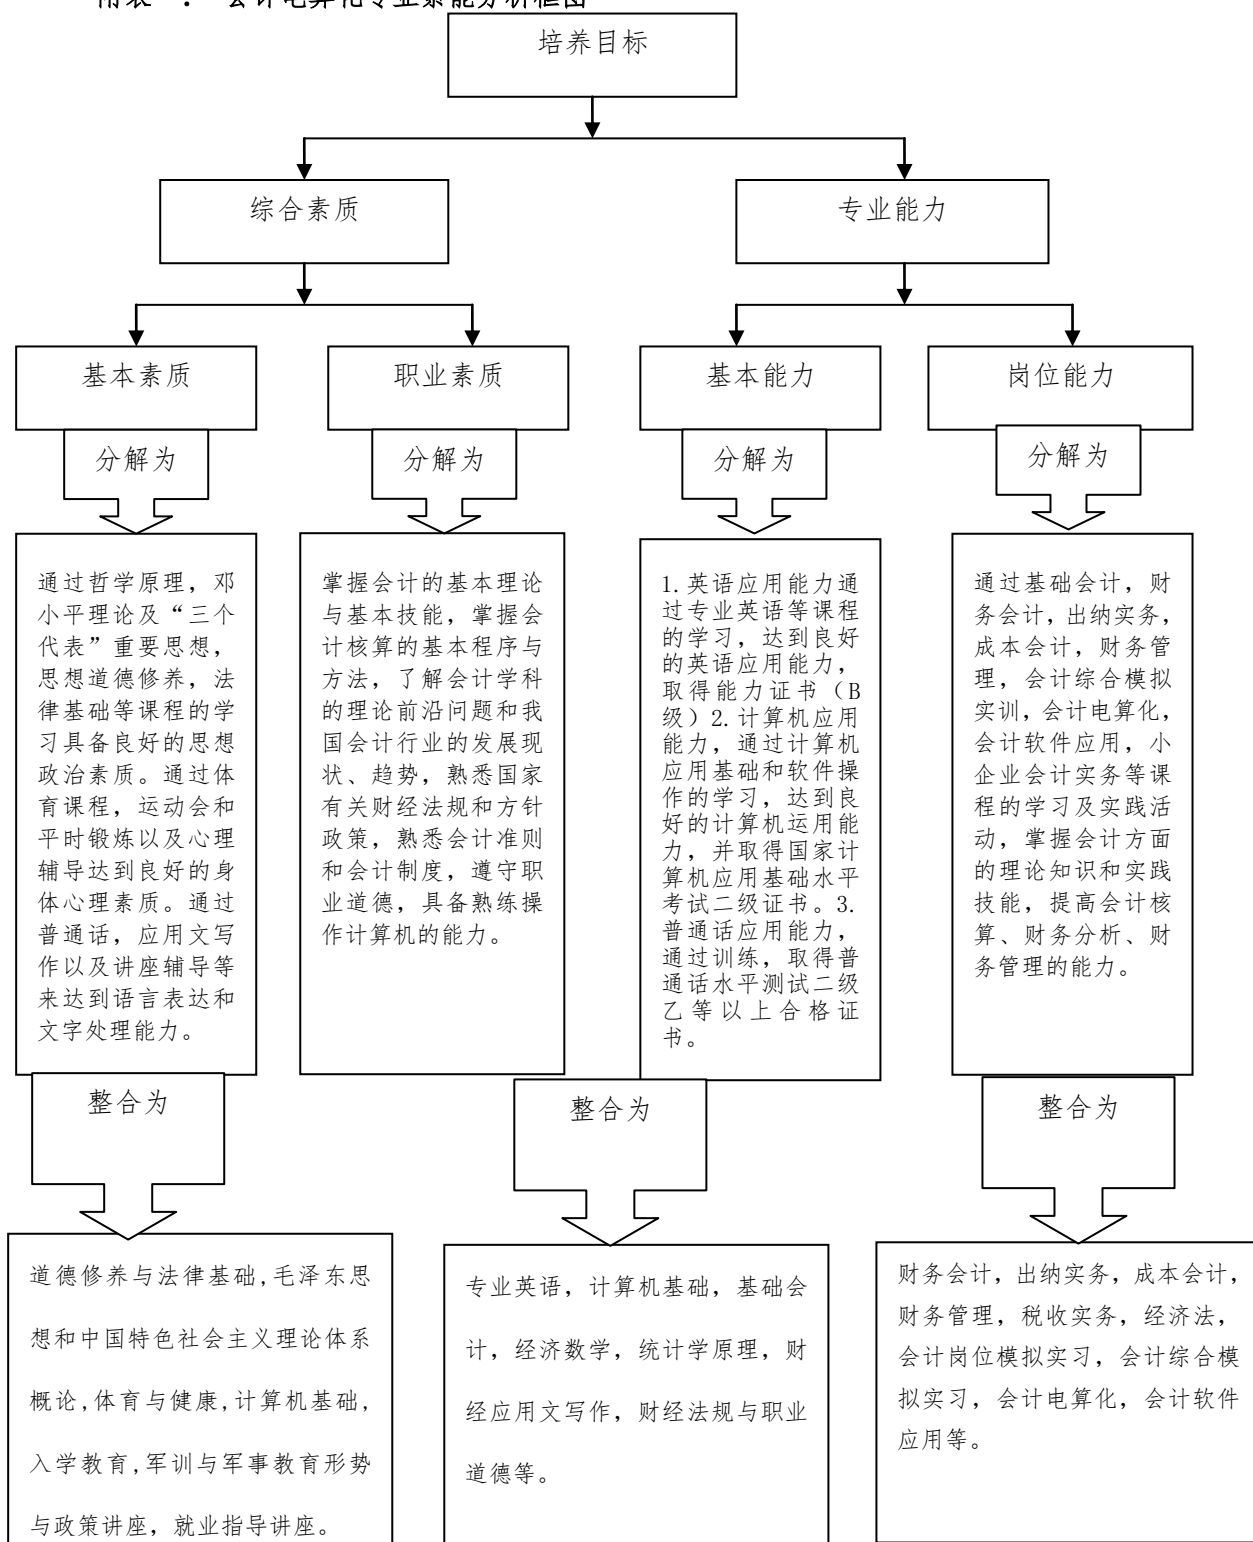 附表 ： 会计电算化专业素能分析框图
培养目标
综合素质
专业能力
基本素质
职业素质
基本能力
岗位能力
分解为
分解为
分解为
分解为
通过哲学原理，邓
小平理论及“三个
代表”重要思想，
思想道德修养，法
律基础等课程的学
习具备良好的思想
政治素质。通过体
育课程，运动会和
平时锻炼以及心理
辅导达到良好的身
体心理素质。通过
普通话，应用文写
作以及讲座辅导等
来达到语言表达和
文字处理能力。
掌握会计的基本理论
与基本技能，掌握会
计核算的基本程序与
方法，了解会计学科
的理论前沿问题和我
国会计行业的发展现
状、趋势，熟悉国家
有关财经法规和方针
政策，熟悉会计准则
和会计制度，遵守职
业道德，具备熟练操
作计算机的能力。
1.英语应用能力通
过专业英语等课程
的学习，达到良好
的英语应用能力，
取得能力证书（B
级）2.计算机应用
能力，通过计算机
应用基础和软件操
作的学习，达到良
好的计算机运用能
力，并取得国家计
算机应用基础水平
考试二级证书。3.
普通话应用能力，
通过训练，取得普
通话水平测试二级
乙等以上合格证
书。
通过基础会计，财
务会计，出纳实务，
成本会计，财务管
理，会计综合模拟
实训，会计电算化，
会计软件应用，小
企业会计实务等课
程的学习及实践活
动，掌握会计方面
的理论知识和实践
技能，提高会计核
算、财务分析、财
务管理的能力。
整合为
整合为
整合为
道德修养与法律基础,毛泽东思
想和中国特色社会主义理论体系
概论,体育与健康,计算机基础,
入学教育,军训与军事教育形势
与政策讲座，就业指导讲座。
专业英语，计算机基础，基础会
计，经济数学，统计学原理，财
经应用文写作，财经法规与职业
道德等。
财务会计，出纳实务，成本会计，
财务管理，税收实务，经济法，
会计岗位模拟实习，会计综合模
拟实习，会计电算化，会计软件
应用等。